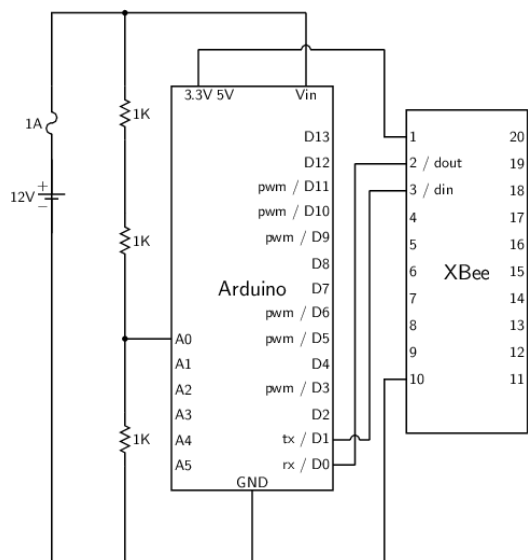 1A
12V
+
−
1K
1K
1K
3.3V 5V
Vin
D13
D12
pwm / D11
pwm / D10
pwm / D9
D8
D7
pwm / D6
pwm / D5
D4
pwm / D3
D2
tx / D1
rx / D0
Arduino
A0
A1
A2
A3
A4
A5
GND
1
2 / dout
3 / din
4
5
6
7
8
9
10
XBee
20
19
18
17
16
15
14
13
12
11